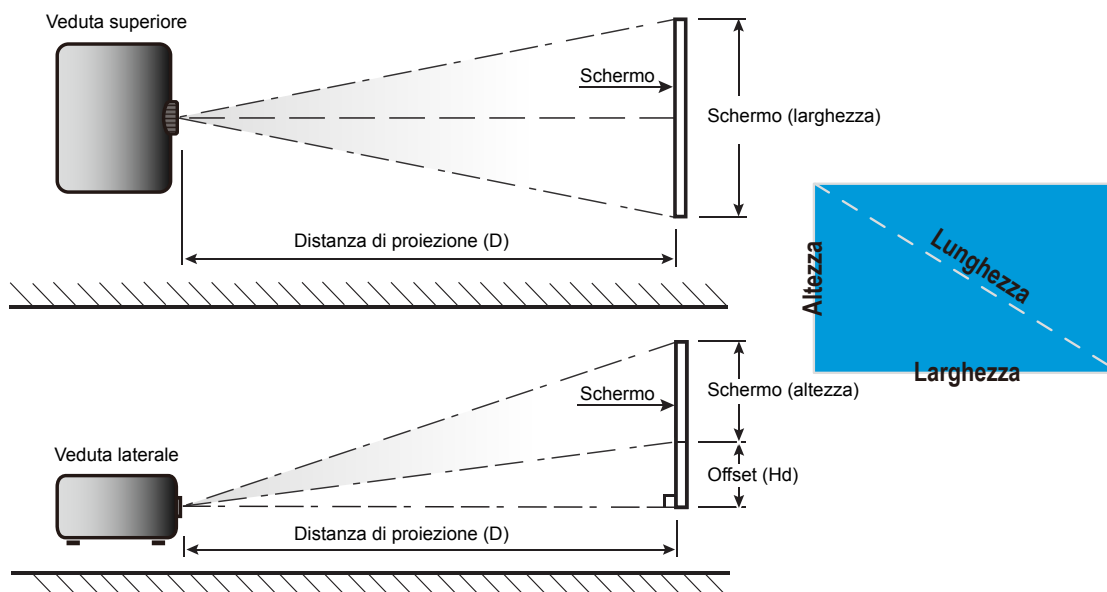 Veduta superiore
Schermo
Schermo (larghezza)
Distanza di proiezione (D)
Altezza
Lunghezza
Larghezza
Schermo
Schermo (altezza)
Veduta laterale
Offset (Hd)
Distanza di proiezione (D)